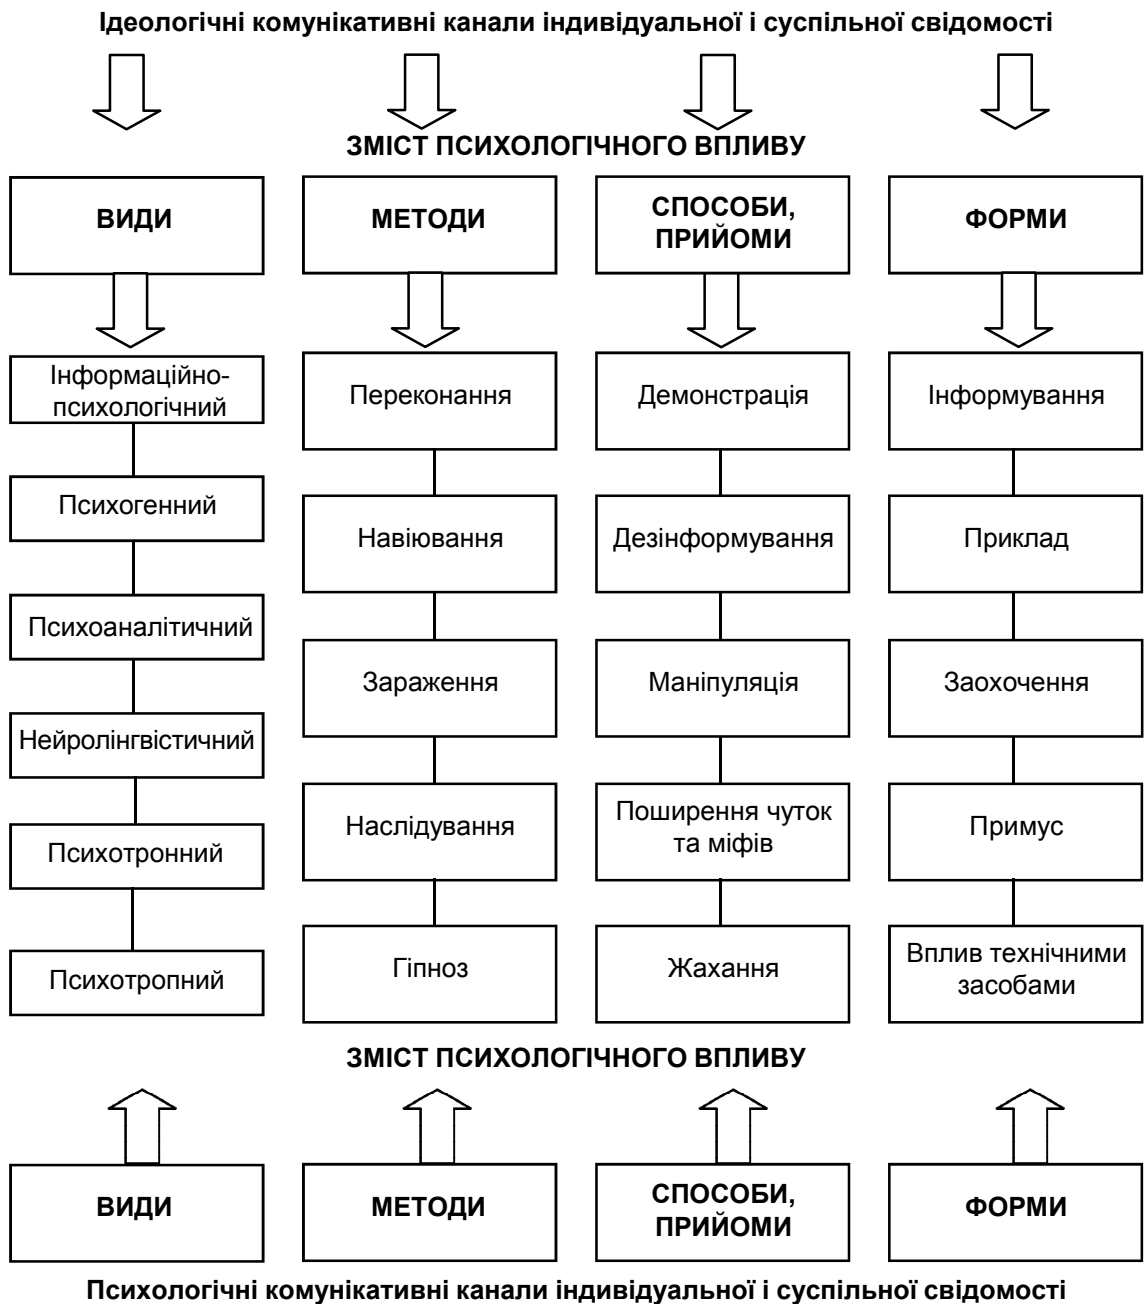 Ідеологічні комунікативні канали індивідуальної і суспільної свідомості
ЗМІСТ ПСИХОЛОГІЧНОГО ВПЛИВУ
ВИДИ
МЕТОДИ
СПОСОБИ,
ПРИЙОМИ
ФОРМИ
Інформаційно-
психологічний
Психогенний
Психоаналітичний
Нейролінгвістичний
Психотронний
Психотропний
Переконання
Навіювання
Зараження
Наслідування
Гіпноз
Демонстрація
Дезінформування
Маніпуляція
Поширення чуток
та міфів
Жахання
Інформування
Приклад
Заохочення
Примус
Вплив технічними
засобами
ЗМІСТ ПСИХОЛОГІЧНОГО ВПЛИВУ
ВИДИ
МЕТОДИ
СПОСОБИ,
ПРИЙОМИ
ФОРМИ
Психологічні комунікативні канали індивідуальної і суспільної свідомості